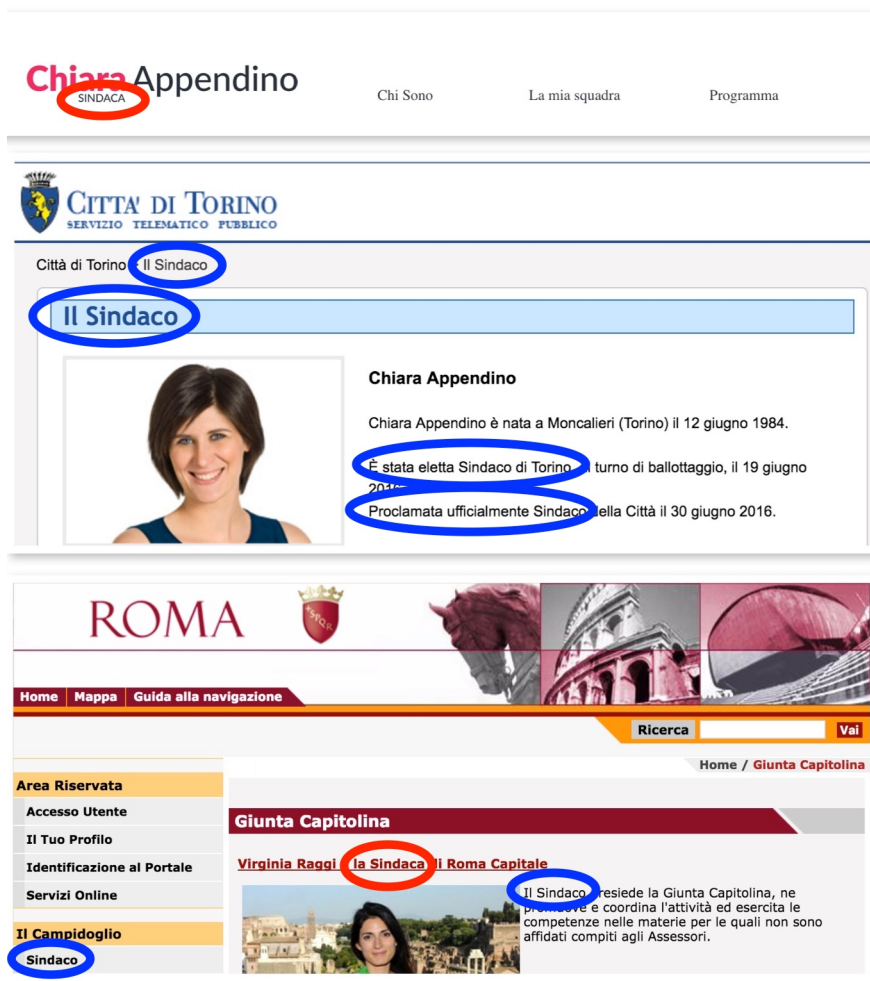 Chiara Appendino
SINDACA
Chi Sono
La mia squadra
Programma
CITTA' DI TORINO
SERVIZIO TELEMATICO PUBBLICO
Città di Torino Il Sindaco
Il Sindaco
Chiara Appendino
Chiara Appendino è nata a Moncalieri (Torino) il 12 giugno 1984.
È stata eletta Sindaco di Torino turno di ballottaggio, il 19 giugno
2016
Proclamata ufficialmente Sindaco della Città il 30 giugno 2016.
ROMA
SPQR
Home Mappa Guida alla navigazione
Ricerca Vai
Home / Giunta Capitolina
Area Riservata
Accesso Utente
Il Tuo Profilo
Identificazione al Portale
Servizi Online
Il Campidoglio
Sindaco
Giunta Capitolina
Virginia Raggi la Sindaca di Roma Capitale
Il Sindaco presiede la Giunta Capitolina, ne
promuove e coordina l'attività ed esercita le
competenze nelle materie per le quali non sono
affidati compiti agli Assessori.